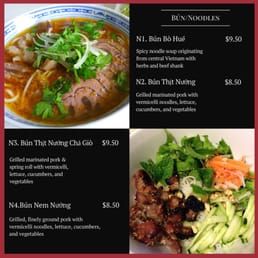 BÚN/NOODLES
N1. Bún Bò Huế $9.50
Spicy noodle soup originating
from central Vietnam with
herbs and beef shank
N2. Bún Thịt Nướng $8.50
Grilled marinated pork with
vermicelli noodles, lettuce,
cucumbers, and vegetables
N3. Bún Thịt Nướng Chả Giò $9.50
Grilled marinated pork &
spring roll with vermicelli,
lettuce, cucumbers, and
vegetables
N4.Bún Nem Nướng $8.50
Grilled, finely ground pork with
vermicelli noodles, lettuce, cucumbers,
and vegetables